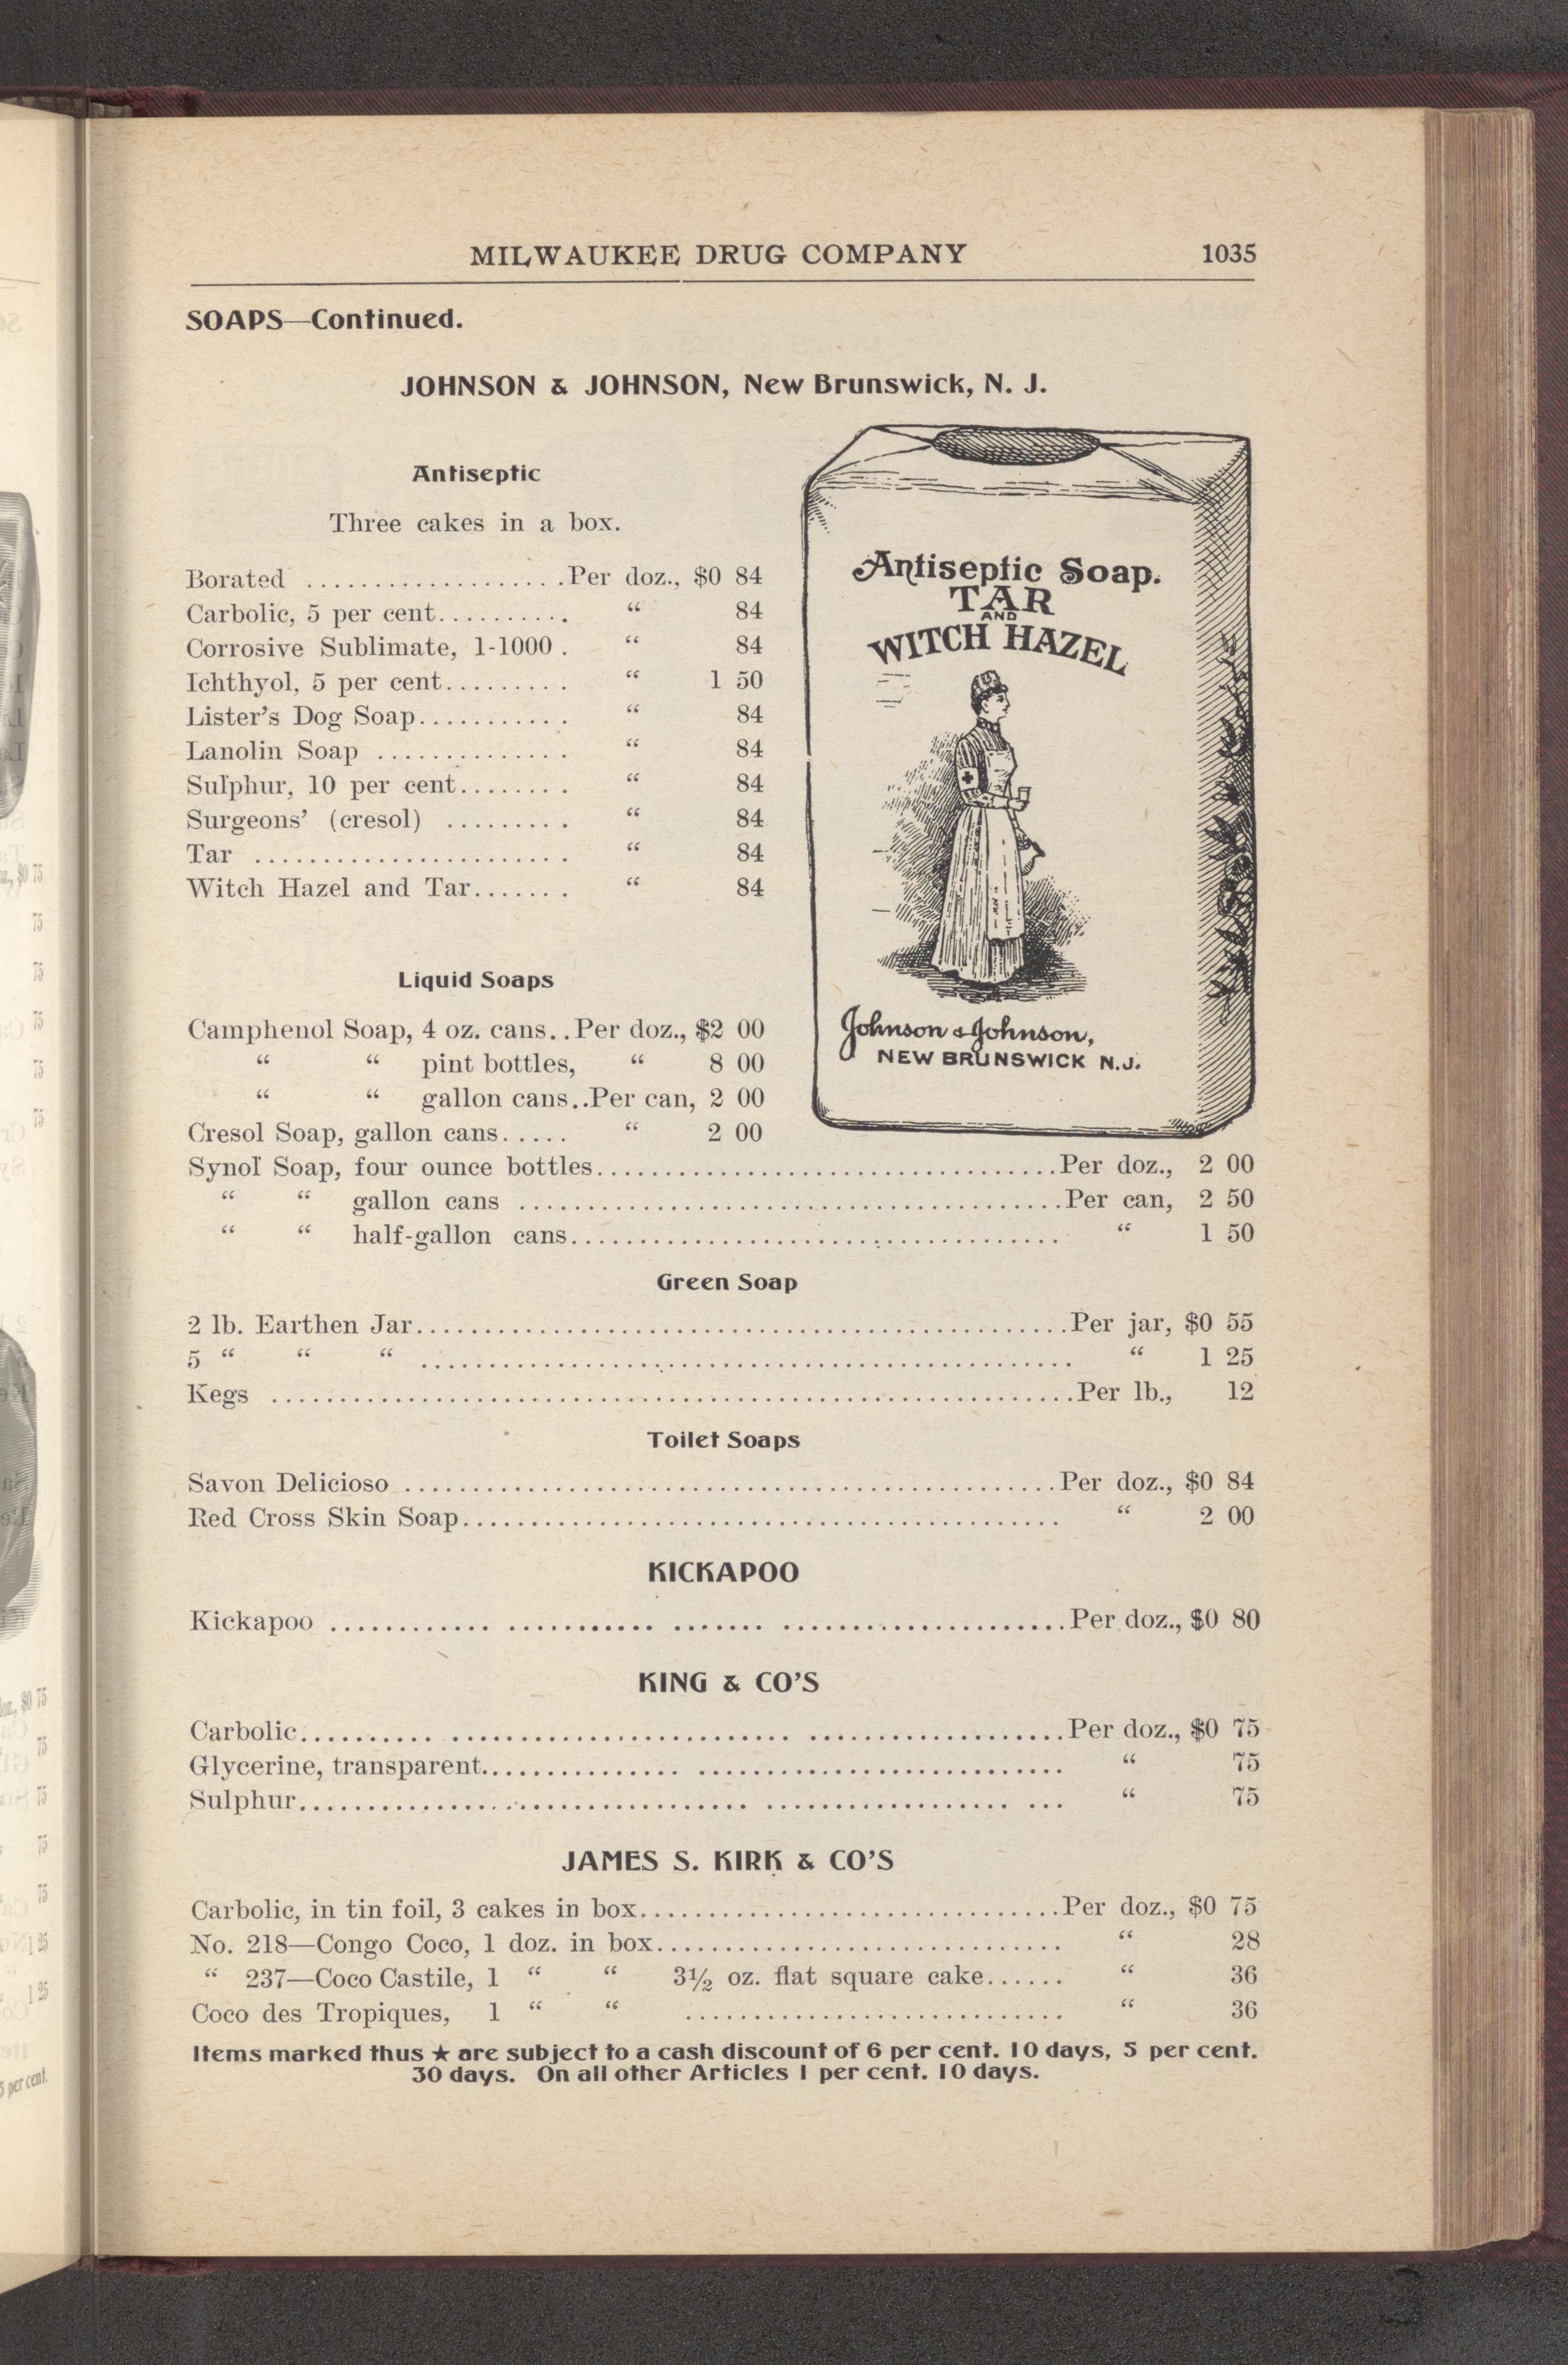 MILWAUKEE DRUG COMPANY 1035
SOAPS—Continued.
JOHNSON & JOHNSON, New Brunswick, N. J.
Antiseptic
Three cakes in a box.
Borated ...................Per doz., $0 84
Carbolic, 5 per cent.......... “ 84
Corrosive Sublimate, 1-1000 . “ 84
Ichthyol, 5 per cent......... “ 1 50
Lister’s Dog Soap........... “ 84
Lanolin Soap .............. “ 84
Sulphur, 10 per cent........ “ 84
Surgeons’ (cresol) ......... “ 84
Tar ....................... “ 84
Witch Hazel and Tar....... “ 84
Antiseptic Soap.
TAR
AND
WITCH HAZEL
Johnson & Johnson,
NEW BRUNSWICK N.J.
Liquid Soaps
Camphenol Soap, 4 oz. cans..Per doz., $2 00
“ “ pint bottles, “ 8 00
“ “ gallon cans..Per can, 2 00
Cresol Soap, gallon cans..... “ 2 00
Synol Soap, four ounce bottles..................................Per doz., 2 00
“ “ gallon cans ........................................Per can, 2 50
“ “ half-gallon cans.................................... “ 1 50
Green Soap
2 lb. Earthen Jar................................................Per jar, $0 55
5 “ “ “ ................................................ “ 1 25
Kegs ...........................................................Per lb., 12
Toilet Soaps
Savon Delicioso ................................................Per doz., $0 84
Red Cross Skin Soap............................................ “ 2 00
KICKAPOO
Kickapoo ............ ........... ....... .....................Per doz., $0 80
KING & CO’S
Carbolic.......... ......................... ...................Per doz., $0 75
Glycerine, transparent............... ........................... “ 75
Sulphur................................. .................. ... “ 75
JAMES S. KIRK & CO’S
Carbolic, in tin foil, 3 cakes in box...............................Per doz., $0 75
No. 218—Congo Coco, 1 doz. in box.............................. “ 28
“ 237—Coco Castile, 1 “ “ 3½ oz. flat square cake...... “ 36
Coco des Tropiques, 1 “ “ ............................ “ 36
Items marked thus ★ are subject to a cash discount of 6 per cent. 10 days, 5 per cent.
30 days. On all other Articles 1 per cent. 10 days.